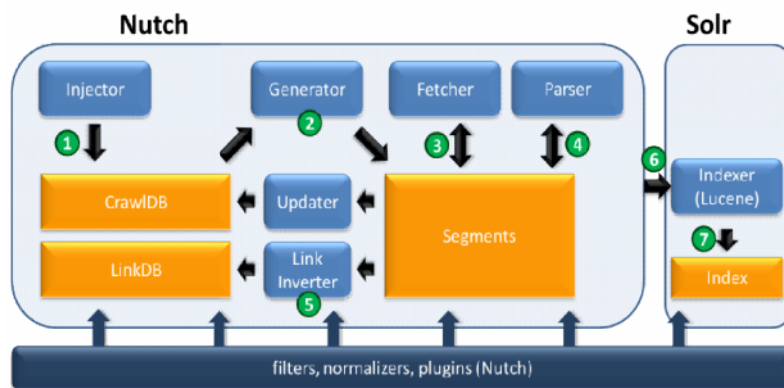 Nutch
Solr
Injector
Generator
Fetcher
Parser
1
2
3
4
6
CrawlDB
Updater
Segments
Indexer
(Lucene)
7
LinkDB
Link
Inverter
5
Index
filters, normalizers, plugins (Nutch)